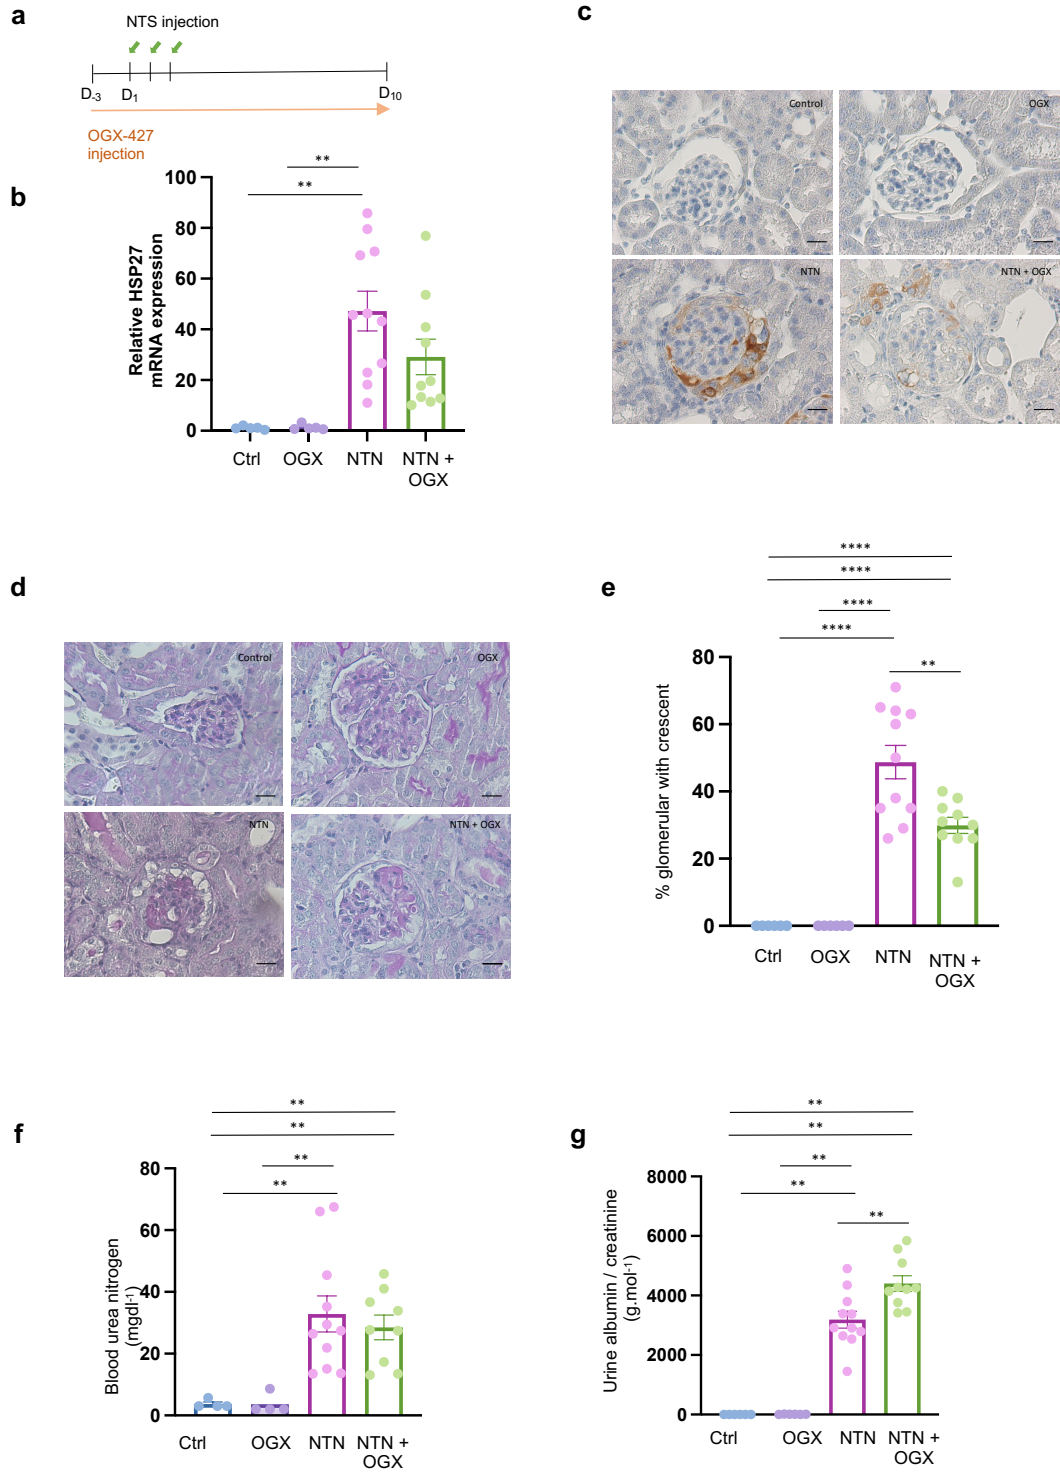 a
NTS injection
D-3
D1
D10
OGX-427
injection
b
**
**
Relative HSP27
mRNA expression
100
80
60
40
20
0
Ctrl
OGX
NTN
NTN +
OGX
c
Control
OGX
NTN
NTN + OGX
d
Control
OGX
NTN
NTN + OGX
e
****
****
****
****
**
% glomerular with crescent
80
60
40
20
0
Ctrl
OGX
NTN
NTN +
OGX
f
**
**
**
**
Blood urea nitrogen
(mgdl-1)
80
60
40
20
0
Ctrl
OGX
NTN
NTN +
OGX
g
**
**
**
**
**
Urine albumin / creatinine
(g.mol-1)
8000
6000
4000
2000
0
Ctrl
OGX
NTN
NTN +
OGX